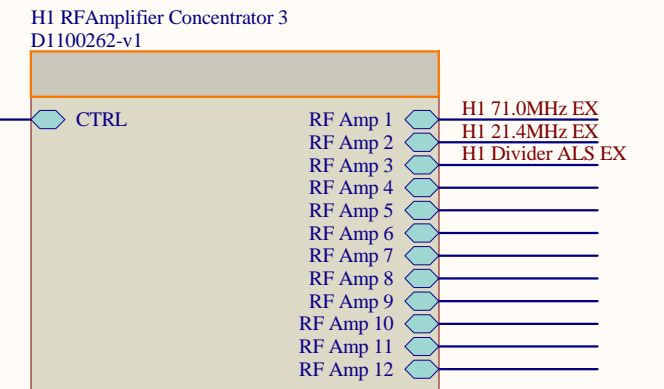 H1 RFAmplifier Concentrator 3
D1100262-v1
CTRL
RF Amp 1
H1 71.0MHz EX
RF Amp 2
H1 21.4MHz EX
RF Amp 3
H1 Divider ALS EX
RF Amp 4
RF Amp 5
RF Amp 6
RF Amp 7
RF Amp 8
RF Amp 9
RF Amp 10
RF Amp 11
RF Amp 12